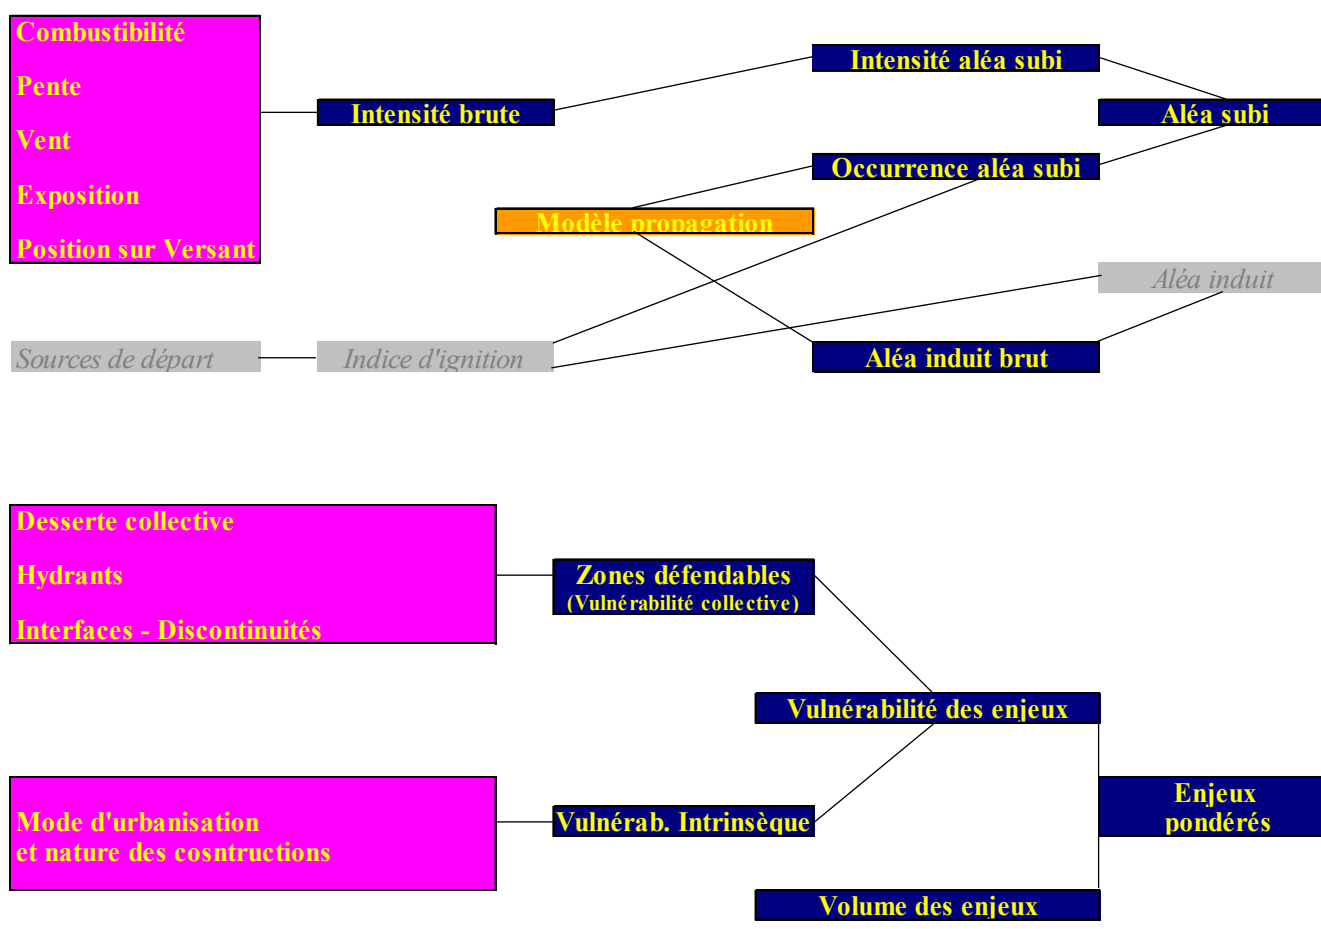 Combustibilité
Pente
Vent
Exposition
Position sur Versant
Intensité brute
Intensité aléa subi
Aléa subi
Occurrence aléa subi
Modèle propagation
Aléa induit
Sources de départ
Indice d'ignition
Aléa induit brut
Desserte collective
Hydrants
Interfaces - Discontinuités
Zones défendables
(Vulnérabilité collective)
Vulnérabilité des enjeux
Mode d'urbanisation
et nature des cosntructions
Vulnérab. Intrinsèque
Enjeux
pondérés
Volume des enjeux